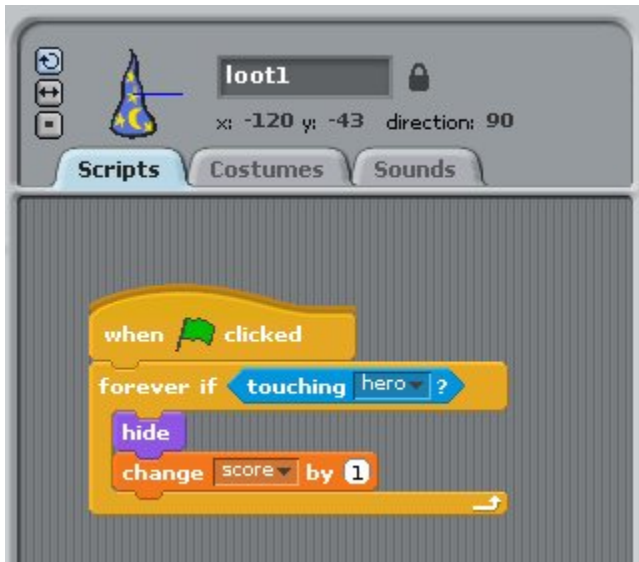 loot1
x: -120 y: -43 direction: 90
Scripts Costumes Sounds
when clicked
forever if touching hero ?
hide
change score by 1